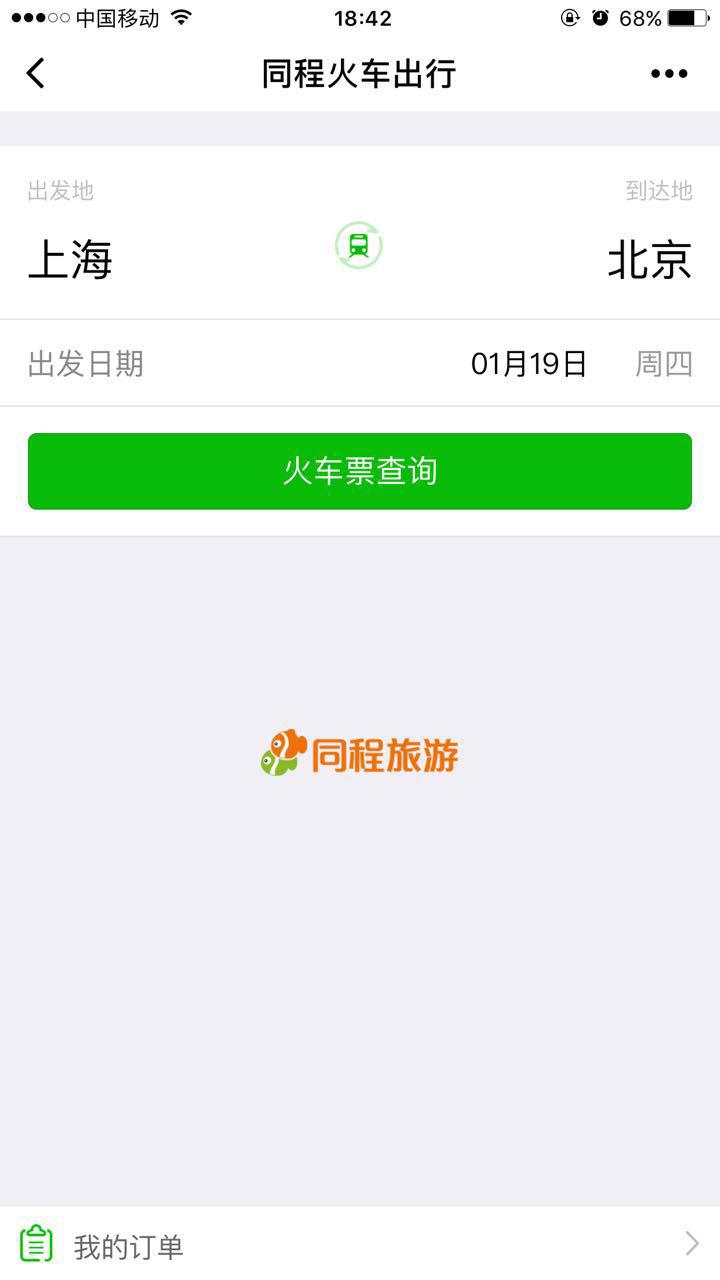 中国移动 18:42 68%
同程火车出行
出发地 到达地
上海 北京
出发日期 01月19日 周四
火车票查询
同程旅游
我的订单